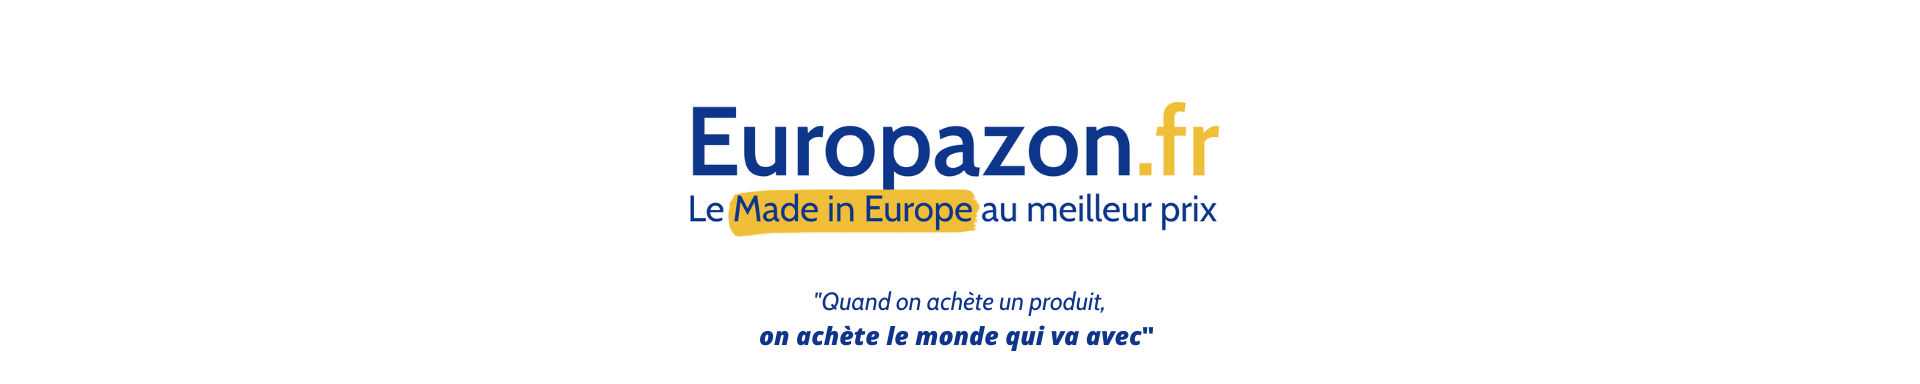 Europazon.fr
Le Made in Europe au meilleur prix
"Quand on achète un produit,
on achète le monde qui va avec"